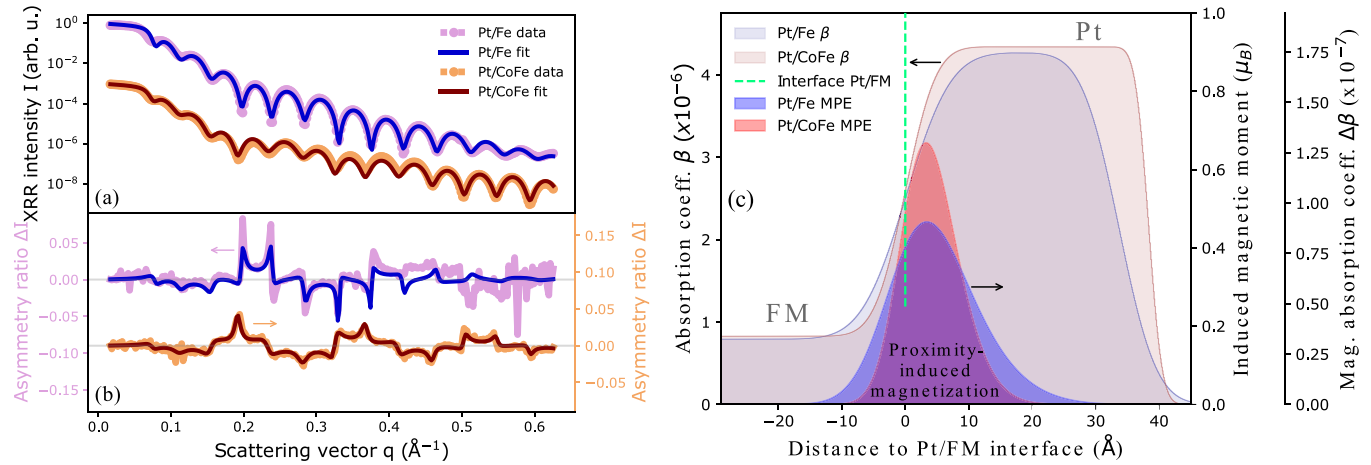 XRR intensity I (arb. u.)
10⁰
10⁻²
10⁻⁴
10⁻⁶
10⁻⁸
Pt/Fe data
Pt/Fe fit
Pt/CoFe data
Pt/CoFe fit
(a)
Asymmetry ratio ΔI
0.05
0.00
−0.05
−0.10
−0.15
(b)
0.15
0.10
0.05
0.00
−0.05
Asymmetry ratio ΔI
0.0 0.1 0.2 0.3 0.4 0.5 0.6
Scattering vector q (Å⁻¹)
Absorption coeff. β (x10⁻⁶)
4
3
2
1
0
Pt/Fe β
Pt/CoFe β
Interface Pt/FM
Pt/Fe MPE
Pt/CoFe MPE
Pt
(c)
FM
Proximity-
induced
magnetization
−20 −10 0 10 20 30 40
Distance to Pt/FM interface (Å)
1.0
0.8
0.6
0.4
0.2
0.0
Induced magnetic moment (μB)
1.75
1.50
1.25
1.00
0.75
0.50
0.25
0.00
Mag. absorption coeff. Δβ (x10⁻⁷)